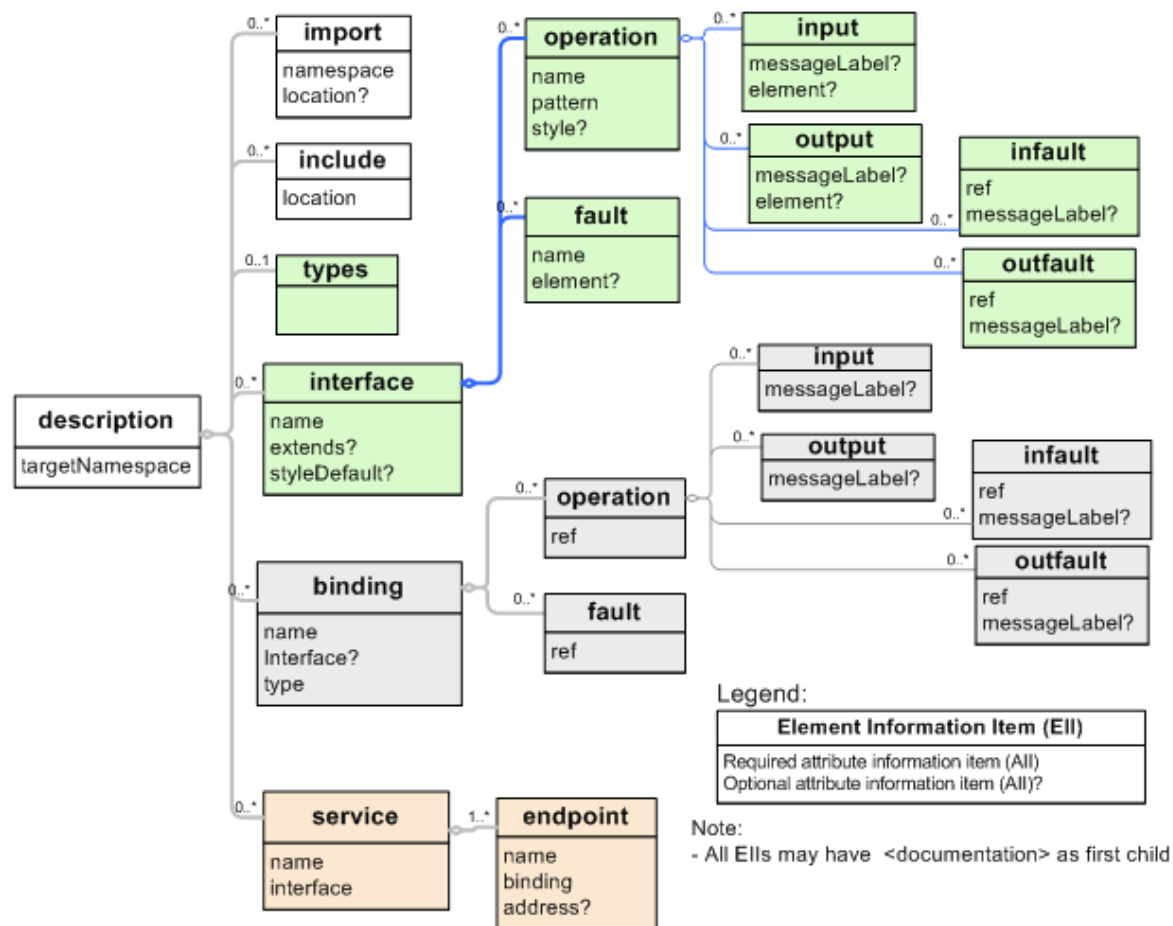 0..*
import
namespace
location?
0..*
include
location
0..1
types
0..*
interface
name
extends?
styleDefault?
description
targetNamespace
0..*
binding
name
Interface?
type
0..*
service
name
interface
1..*
endpoint
name
binding
address?
0..*
operation
name
pattern
style?
0..*
fault
name
element?
0..*
input
messageLabel?
element?
0..*
output
messageLabel?
element?
0..*
infault
ref
messageLabel?
0..*
outfault
ref
messageLabel?
0..*
operation
ref
0..*
fault
ref
0..*
input
messageLabel?
0..*
output
messageLabel?
0..*
infault
ref
messageLabel?
0..*
outfault
ref
messageLabel?
Legend:
Element Information Item (EII)
Required attribute information item (AII)
Optional attribute information item (AII)?
Note:
- All EIIs may have <documentation> as first child